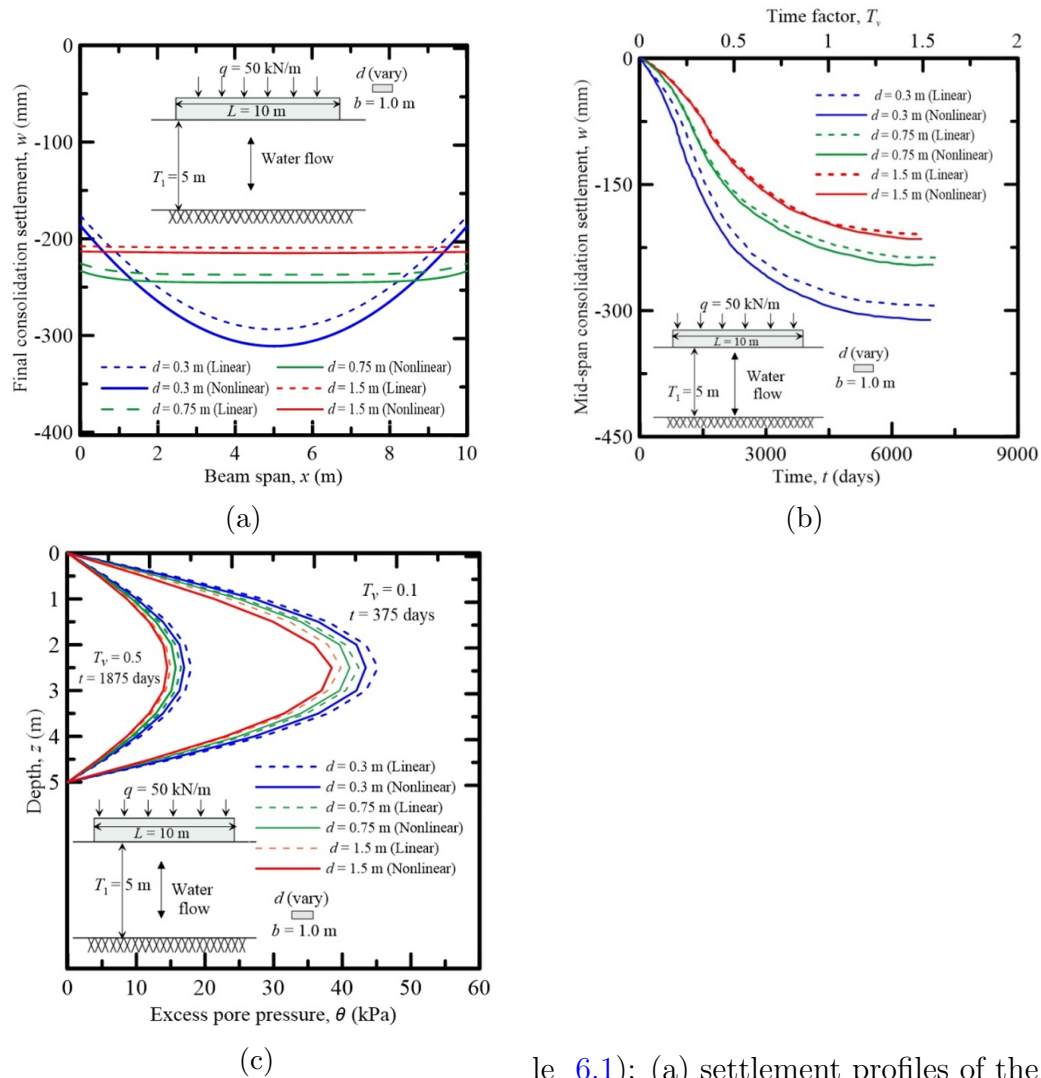 0
-100
-200
-300
-400
Final consolidation settlement, w (mm)
q = 50 kN/m
d (vary)
b = 1.0 m
L = 10 m
Water flow
T₁ = 5 m
d = 0.3 m (Linear)
d = 0.75 m (Nonlinear)
d = 0.3 m (Nonlinear)
d = 1.5 m (Linear)
d = 0.75 m (Linear)
d = 1.5 m (Nonlinear)
0 2 4 6 8 10
Beam span, x (m)
(a)
Time factor, Tᵥ
0 0.5 1 1.5 2
0
-150
-300
-450
Mid-span consolidation settlement, w (mm)
d = 0.3 m (Linear)
d = 0.3 m (Nonlinear)
d = 0.75 m (Linear)
d = 0.75 m (Nonlinear)
d = 1.5 m (Linear)
d = 1.5 m (Nonlinear)
q = 50 kN/m
L = 10 m
d (vary)
b = 1.0 m
T₁ = 5 m
Water
flow
0 3000 6000 9000
Time, t (days)
(b)
0
1
2
3
4
5
Depth, z (m)
Tᵥ = 0.1
t = 375 days
Tᵥ = 0.5
t = 1875 days
d = 0.3 m (Linear)
d = 0.3 m (Nonlinear)
d = 0.75 m (Linear)
d = 0.75 m (Nonlinear)
d = 1.5 m (Linear)
d = 1.5 m (Nonlinear)
q = 50 kN/m
L = 10 m
T₁ = 5 m
Water
flow
d (vary)
b = 1.0 m
0 10 20 30 40 50 60
Excess pore pressure, θ (kPa)
(c)
le 6.1): (a) settlement profiles of the